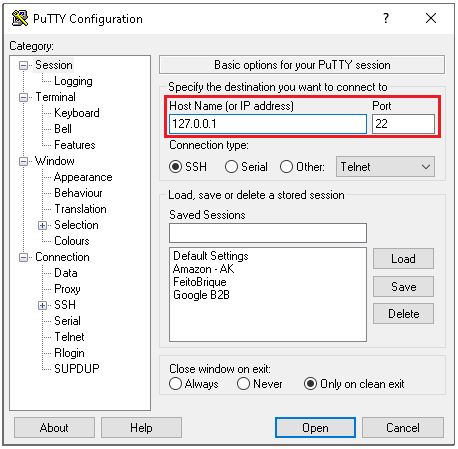 PuTTY Configuration
? ×
Category:
Session
Logging
Terminal
Keyboard
Bell
Features
Window
Appearance
Behaviour
Translation
Selection
Colours
Connection
Data
Proxy
SSH
Serial
Telnet
Rlogin
SUPDUP
Basic options for your PuTTY session
Specify the destination you want to connect to
Host Name (or IP address) Port
127.0.0.1 22
Connection type:
SSH Serial Other: Telnet
Load, save or delete a stored session
Saved Sessions
Default Settings
Amazon - AK
FeitoBrique
Google B2B
Load
Save
Delete
Close window on exit:
Always Never Only on clean exit
About Help Open Cancel